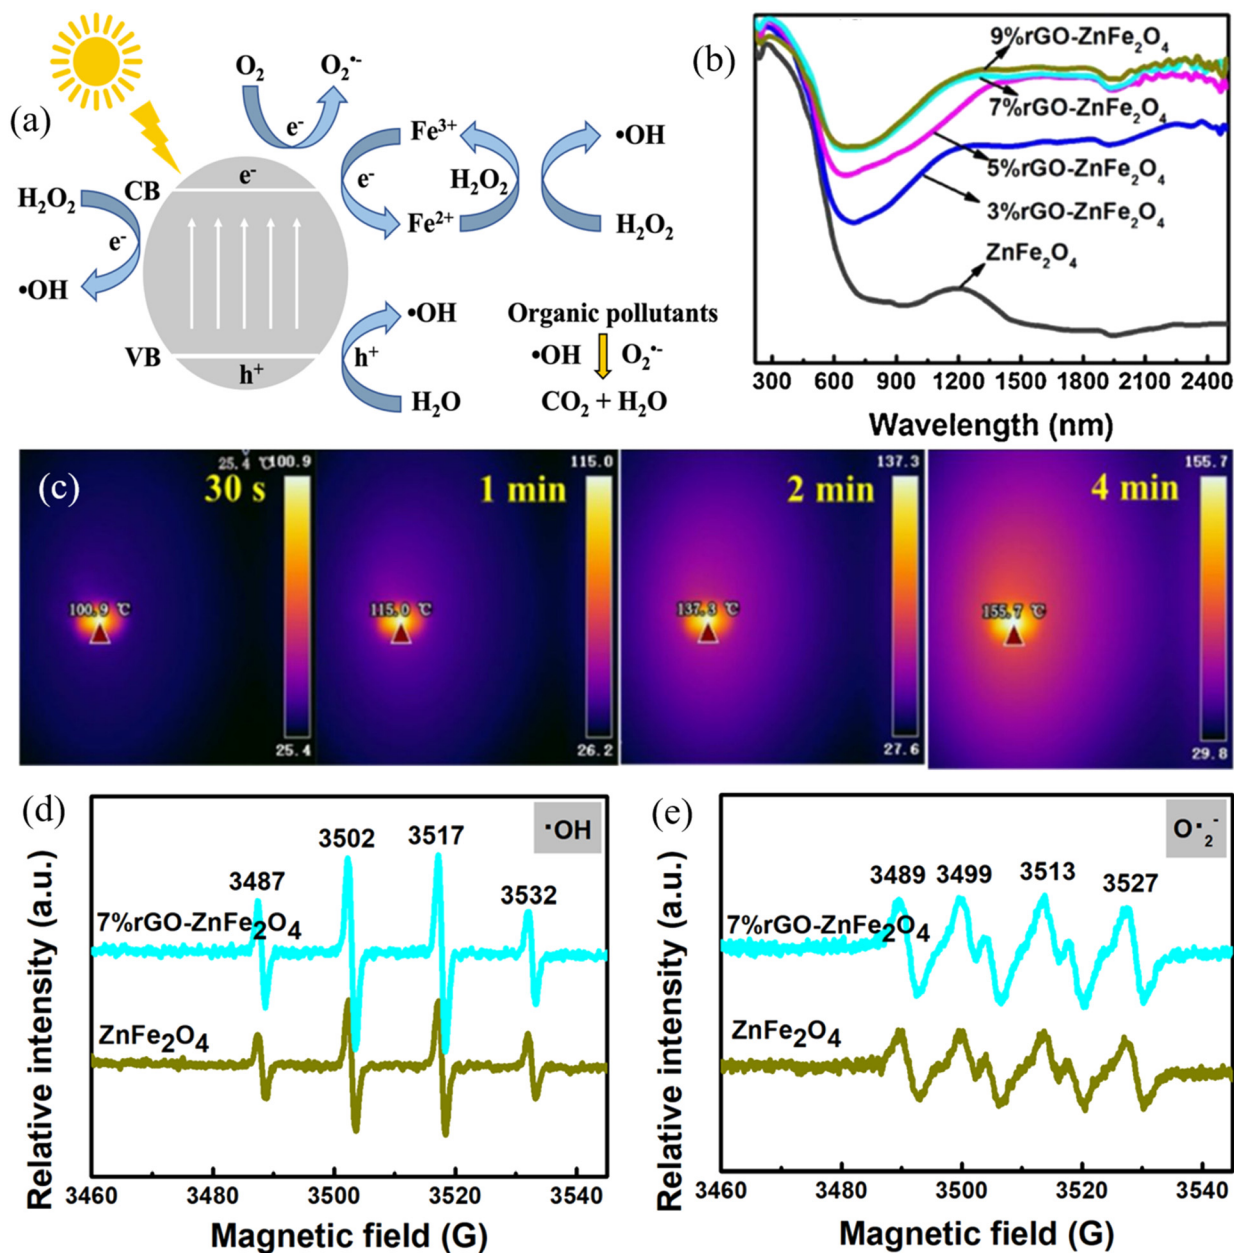 (a)
O₂
O₂•-
e-
Fe³⁺
•OH
CB
e-
H₂O₂
e-
H₂O₂
e-
Fe²⁺
H₂O₂
•OH
•OH
Organic pollutants
VB
h⁺
h⁺
•OH
O₂•-
H₂O
CO₂ + H₂O
(b)
9%rGO-ZnFe₂O₄
7%rGO-ZnFe₂O₄
5%rGO-ZnFe₂O₄
3%rGO-ZnFe₂O₄
ZnFe₂O₄
300 600 900 1200 1500 1800 2100 2400
Wavelength (nm)
(c)
25.4 ℃
100.9
30 s
100.9 ℃
25.4
115.0
1 min
115.0 ℃
26.2
137.3
2 min
137.3 ℃
27.6
155.7
4 min
155.7 ℃
29.8
(d)
•OH
3487
3502
3517
3532
7%rGO-ZnFe₂O₄
ZnFe₂O₄
Relative intensity (a.u.)
3460 3480 3500 3520 3540
Magnetic field (G)
(e)
O•₂-
3489
3499
3513
3527
7%rGO-ZnFe₂O₄
ZnFe₂O₄
Relative intensity (a.u.)
3460 3480 3500 3520 3540
Magnetic field (G)